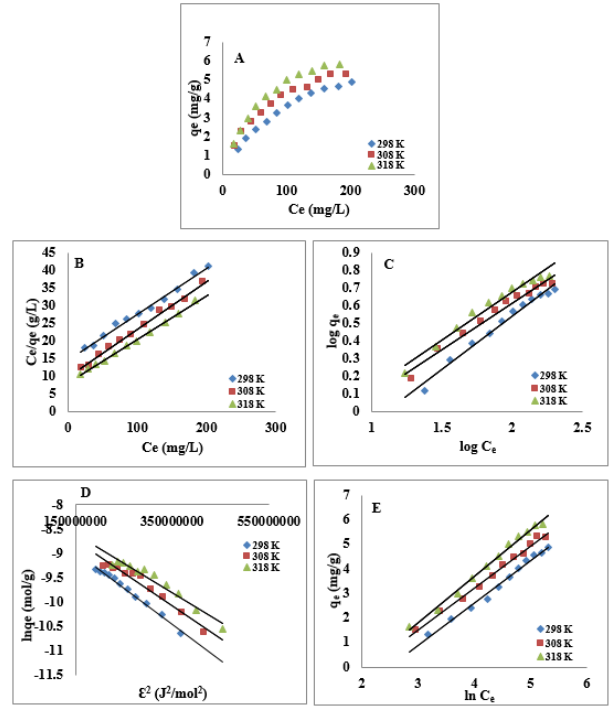 A
qe (mg/g)
7
6
5
4
3
2
1
0
0 100 200 300
Ce (mg/L)
298 K
308 K
318 K
B
Ce/qe (g/L)
45
40
35
30
25
20
15
10
5
0
0 100 200 300
Ce (mg/L)
298 K
308 K
318 K
C
log qe
0.9
0.8
0.7
0.6
0.5
0.4
0.3
0.2
0.1
0
1 1.5 2 2.5
log Ce
298 K
308 K
318 K
D
lnqe (mol/g)
-8
150000000 350000000 550000000
-8.5
-9
-9.5
-10
-10.5
-11
-11.5
298 K
308 K
318 K
Ɛ² (J²/mol²)
E
qe (mg/g)
7
6
5
4
3
2
1
0
2 3 4 5 6
ln Ce
298 K
308 K
318 K